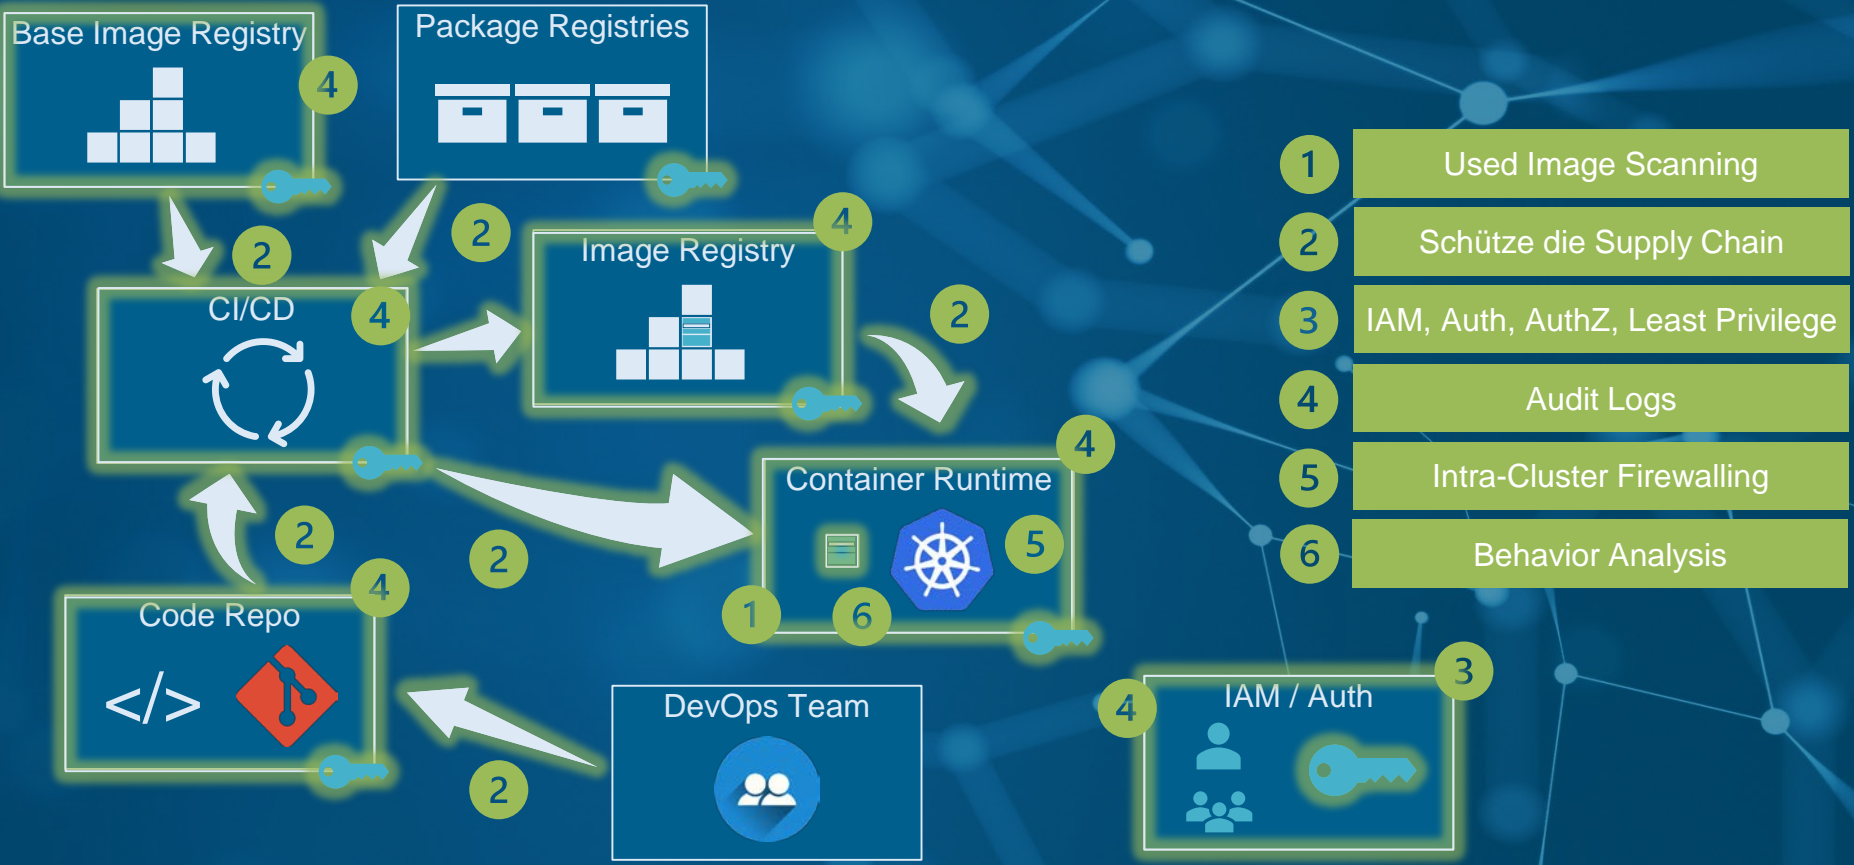 Base Image Registry
4
Package Registries
2
2
CI/CD
4
Image Registry
4
2
Container Runtime
4
5
1
6
2
2
Code Repo
4
</>
2
DevOps Team
IAM / Auth
3
4
1 Used Image Scanning
2 Schütze die Supply Chain
3 IAM, Auth, AuthZ, Least Privilege
4 Audit Logs
5 Intra-Cluster Firewalling
6 Behavior Analysis